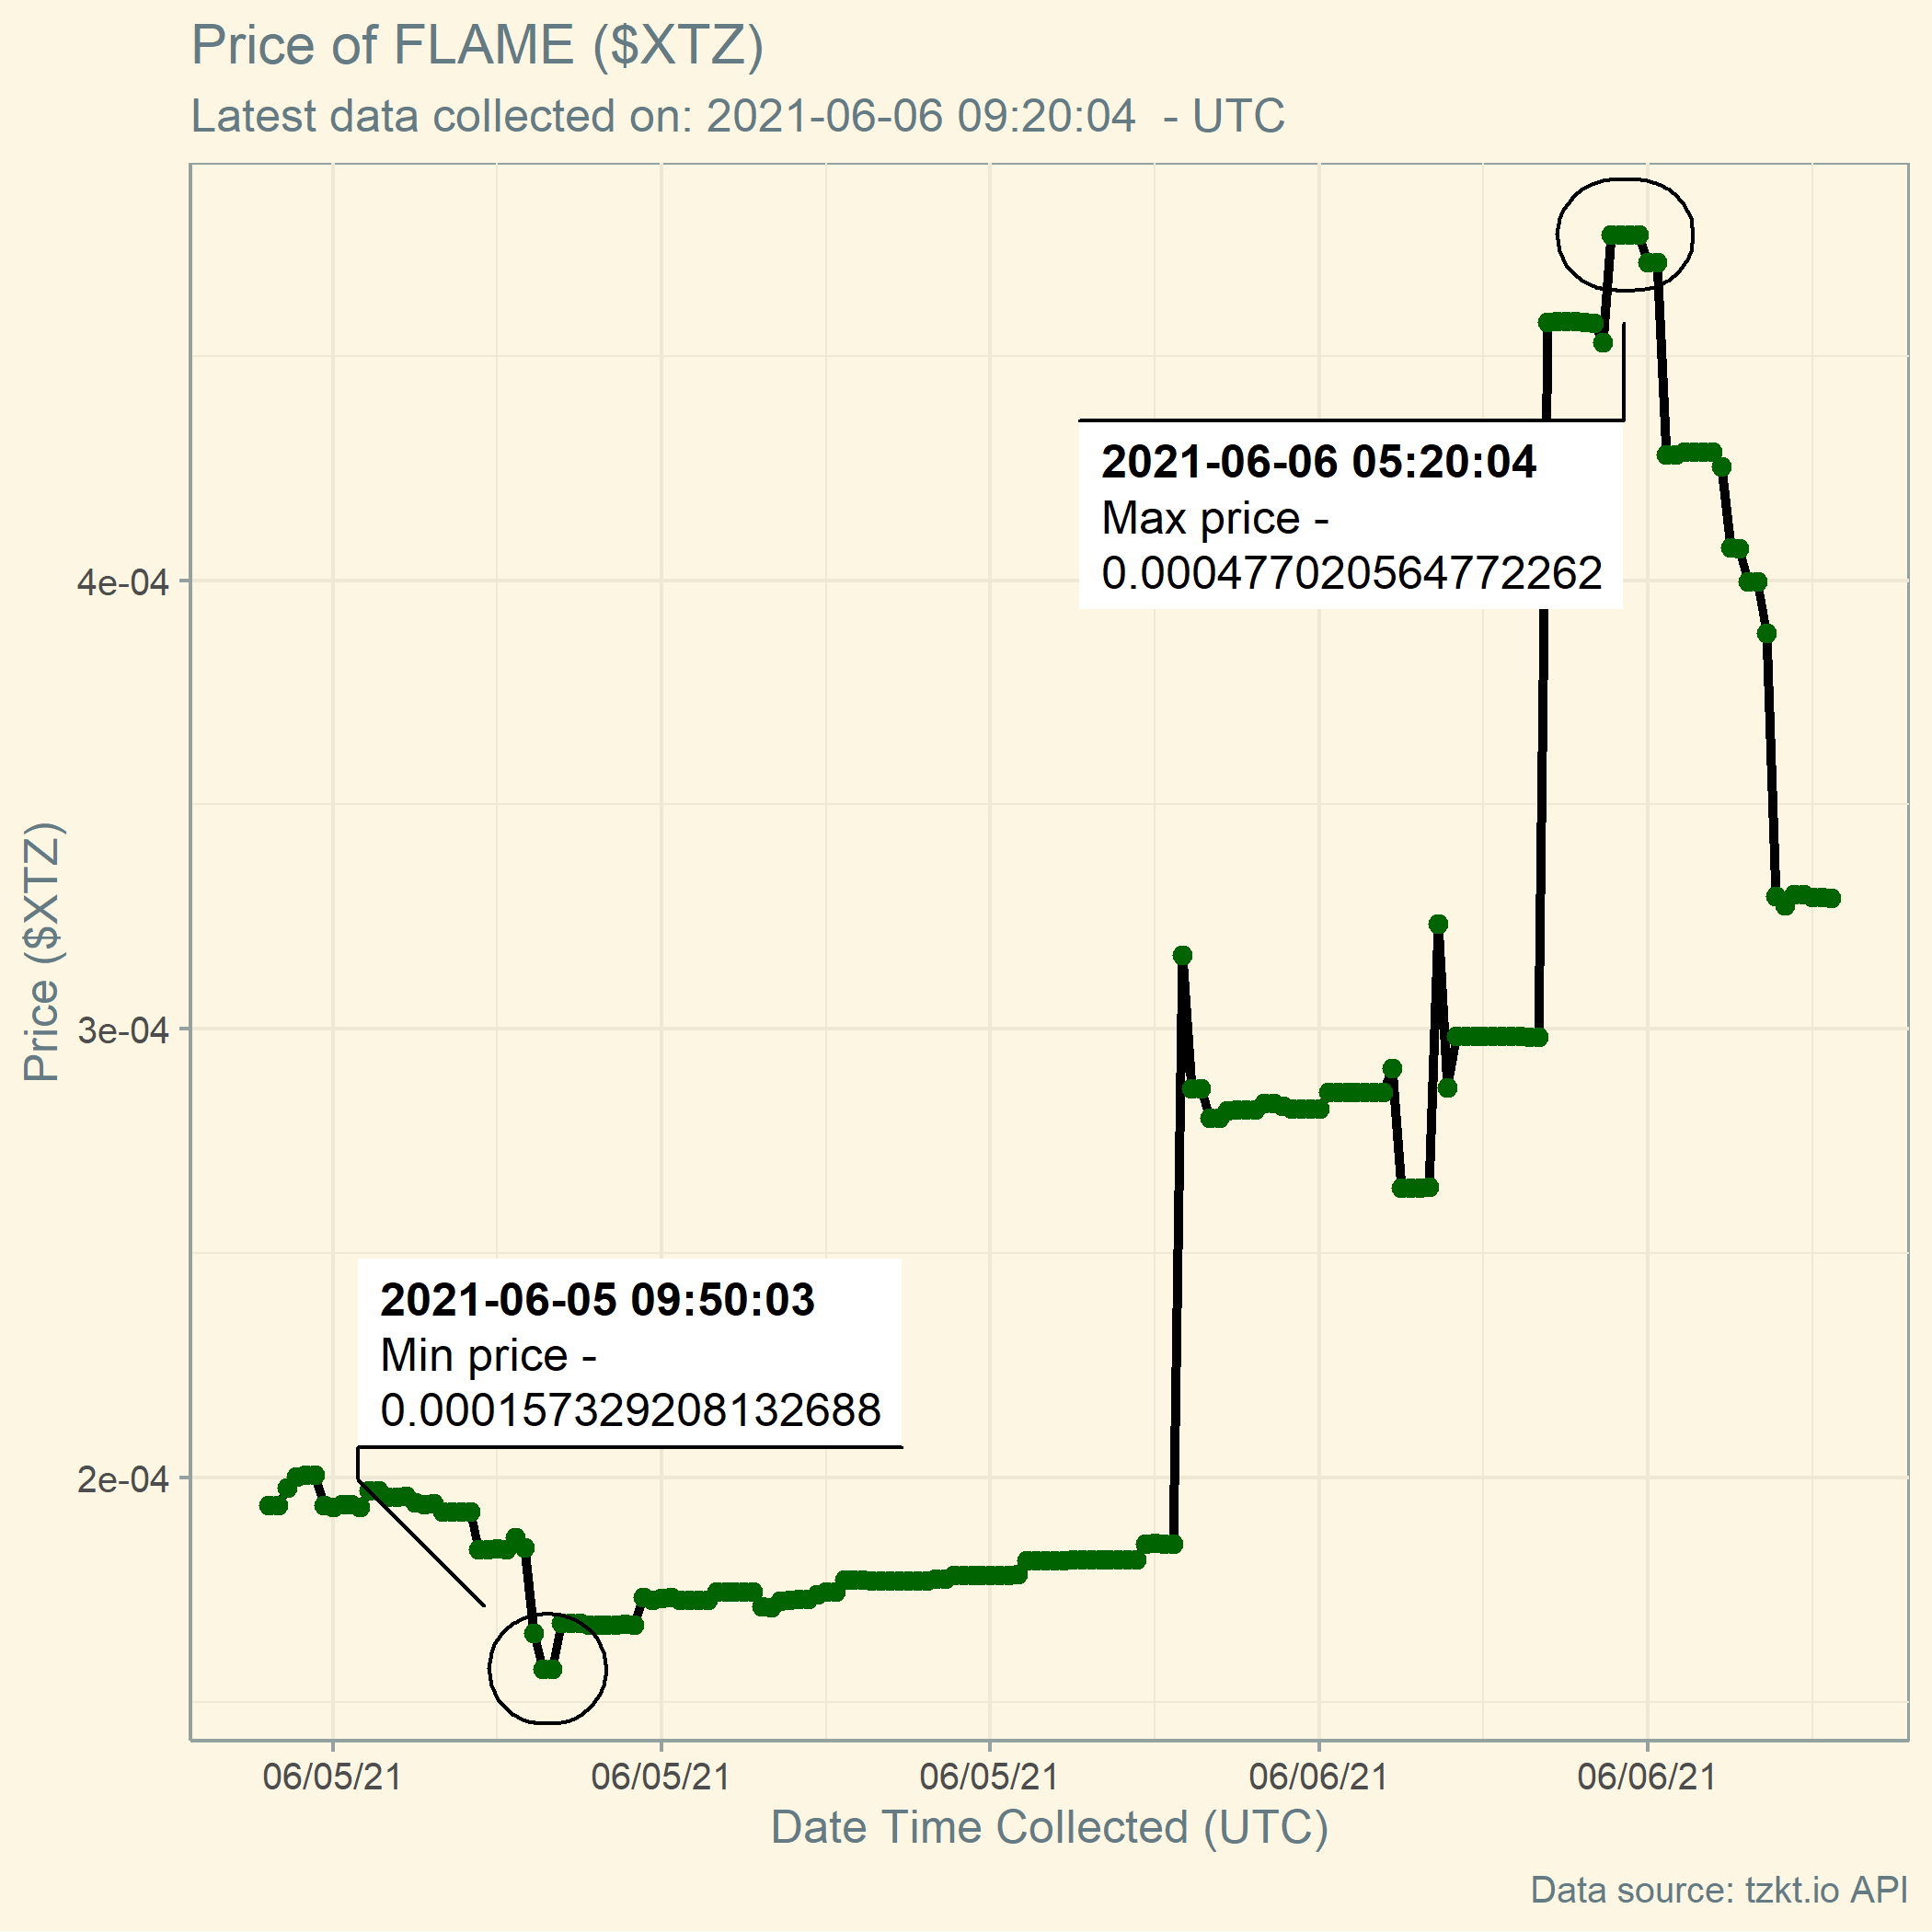 Price of FLAME ($XTZ)
Latest data collected on: 2021-06-06 09:20:04  - UTC
2021-06-06 05:20:04
Max price -
0.000477020564772262
4e-04
Price ($XTZ)
3e-04
2021-06-05 09:50:03
Min price -
0.000157329208132688
2e-04
06/05/21 06/05/21 06/05/21 06/06/21 06/06/21
Date Time Collected (UTC)
Data source: tzkt.io API